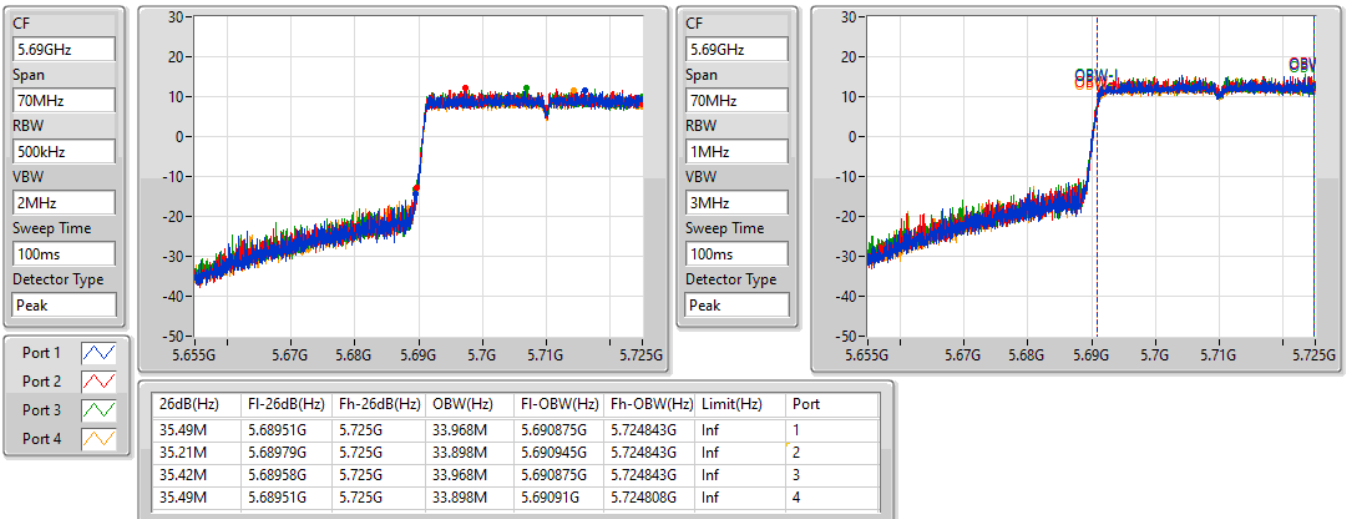 CF
5.69GHz
Span
70MHz
RBW
500kHz
VBW
2MHz
Sweep Time
100ms
Detector Type
Peak
30
20
10
0
-10
-20
-30
-40
-50
5.655G 5.67G 5.68G 5.69G 5.7G 5.71G 5.725G
CF
5.69GHz
Span
70MHz
RBW
1MHz
VBW
3MHz
Sweep Time
100ms
Detector Type
Peak
30
20
10
0
-10
-20
-30
-40
-50
OBW-
OBV
5.655G 5.67G 5.68G 5.69G 5.7G 5.71G 5.725G
Port 1
Port 2
Port 3
Port 4
26dB(Hz) Fl-26dB(Hz) Fh-26dB(Hz) OBW(Hz) Fl-OBW(Hz) Fh-OBW(Hz) Limit(Hz) Port
35.49M 5.68951G 5.725G 33.968M 5.690875G 5.724843G Inf 1
35.21M 5.68979G 5.725G 33.898M 5.690945G 5.724843G Inf 2
35.42M 5.68958G 5.725G 33.968M 5.690875G 5.724843G Inf 3
35.49M 5.68951G 5.725G 33.898M 5.69091G 5.724808G Inf 4